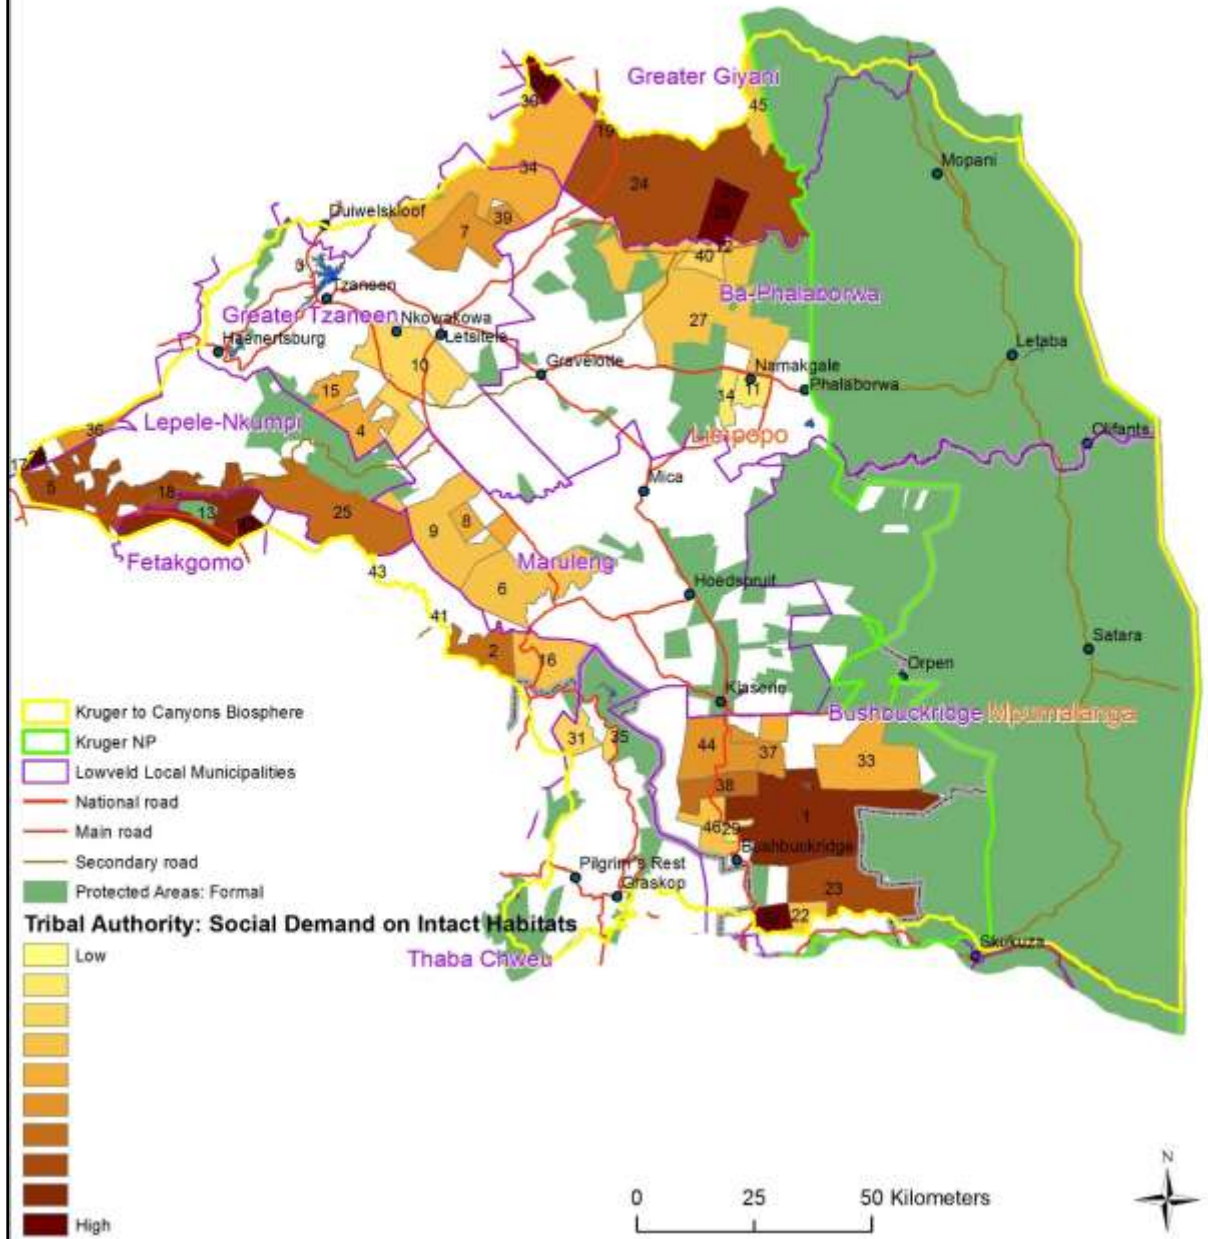 Greater Giyani
30
45
19
Mopani
34
24
Duiwelskloof
39
7
3
40
Tzaneen
Ba-Phalaborwa
Greater Tzaneen
Nkowakowa
27
Haenertsburg
Letsitele
Letaba
10
Gravelotte
Namakgale
15
14
11
Phalaborwa
Lepele-Nkumpi
36
4
Limpopo
Olifants
17
5
18
Mica
13
25
9
8
Fetakgomo
43
Maruleng
6
Hoedspruit
41
2
16
Satara
Orpen
Klaserie
Kruger to Canyons Biosphere
Bushbuckridge
Mpumalanga
31
35
44
37
Kruger NP
33
Lowveld Local Municipalities
38
National road
1
46
29
Main road
Bushbuckridge
Secondary road
Pilgrim's Rest
23
Protected Areas: Formal
Graskop
22
Tribal Authority: Social Demand on Intact Habitats
Skukuza
Low
Thaba Chweu
N
0 25 50 Kilometers
High